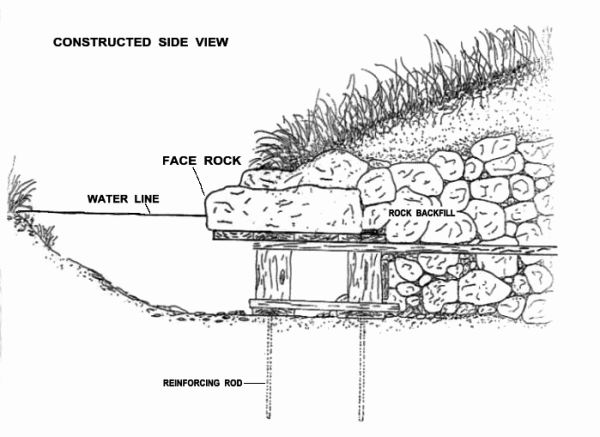 CONSTRUCTED SIDE VIEW
FACE ROCK
WATER LINE
ROCK BACKFILL
REINFORCING ROD